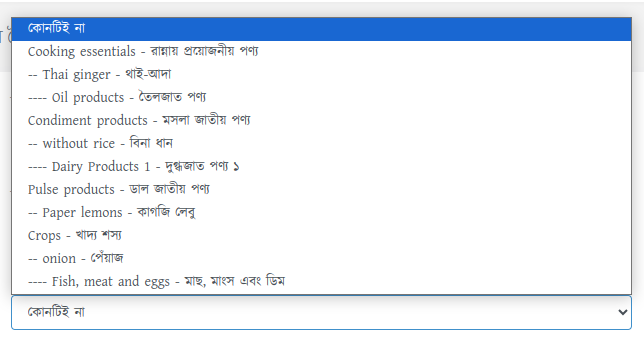 কোনটিই না
Cooking essentials - রান্নায় প্রয়োজনীয় পণ্য
-- Thai ginger - থাই-আদা
---- Oil products - তৈলজাত পণ্য
Condiment products - মসলা জাতীয় পণ্য
-- without rice - বিনা ধান
---- Dairy Products 1 - দুগ্ধজাত পণ্য ১
Pulse products - ডাল জাতীয় পণ্য
-- Paper lemons - কাগজি লেবু
Crops - খাদ্য শস্য
-- onion - পেঁয়াজ
---- Fish, meat and eggs - মাছ, মাংস এবং ডিম
কোনটিই না